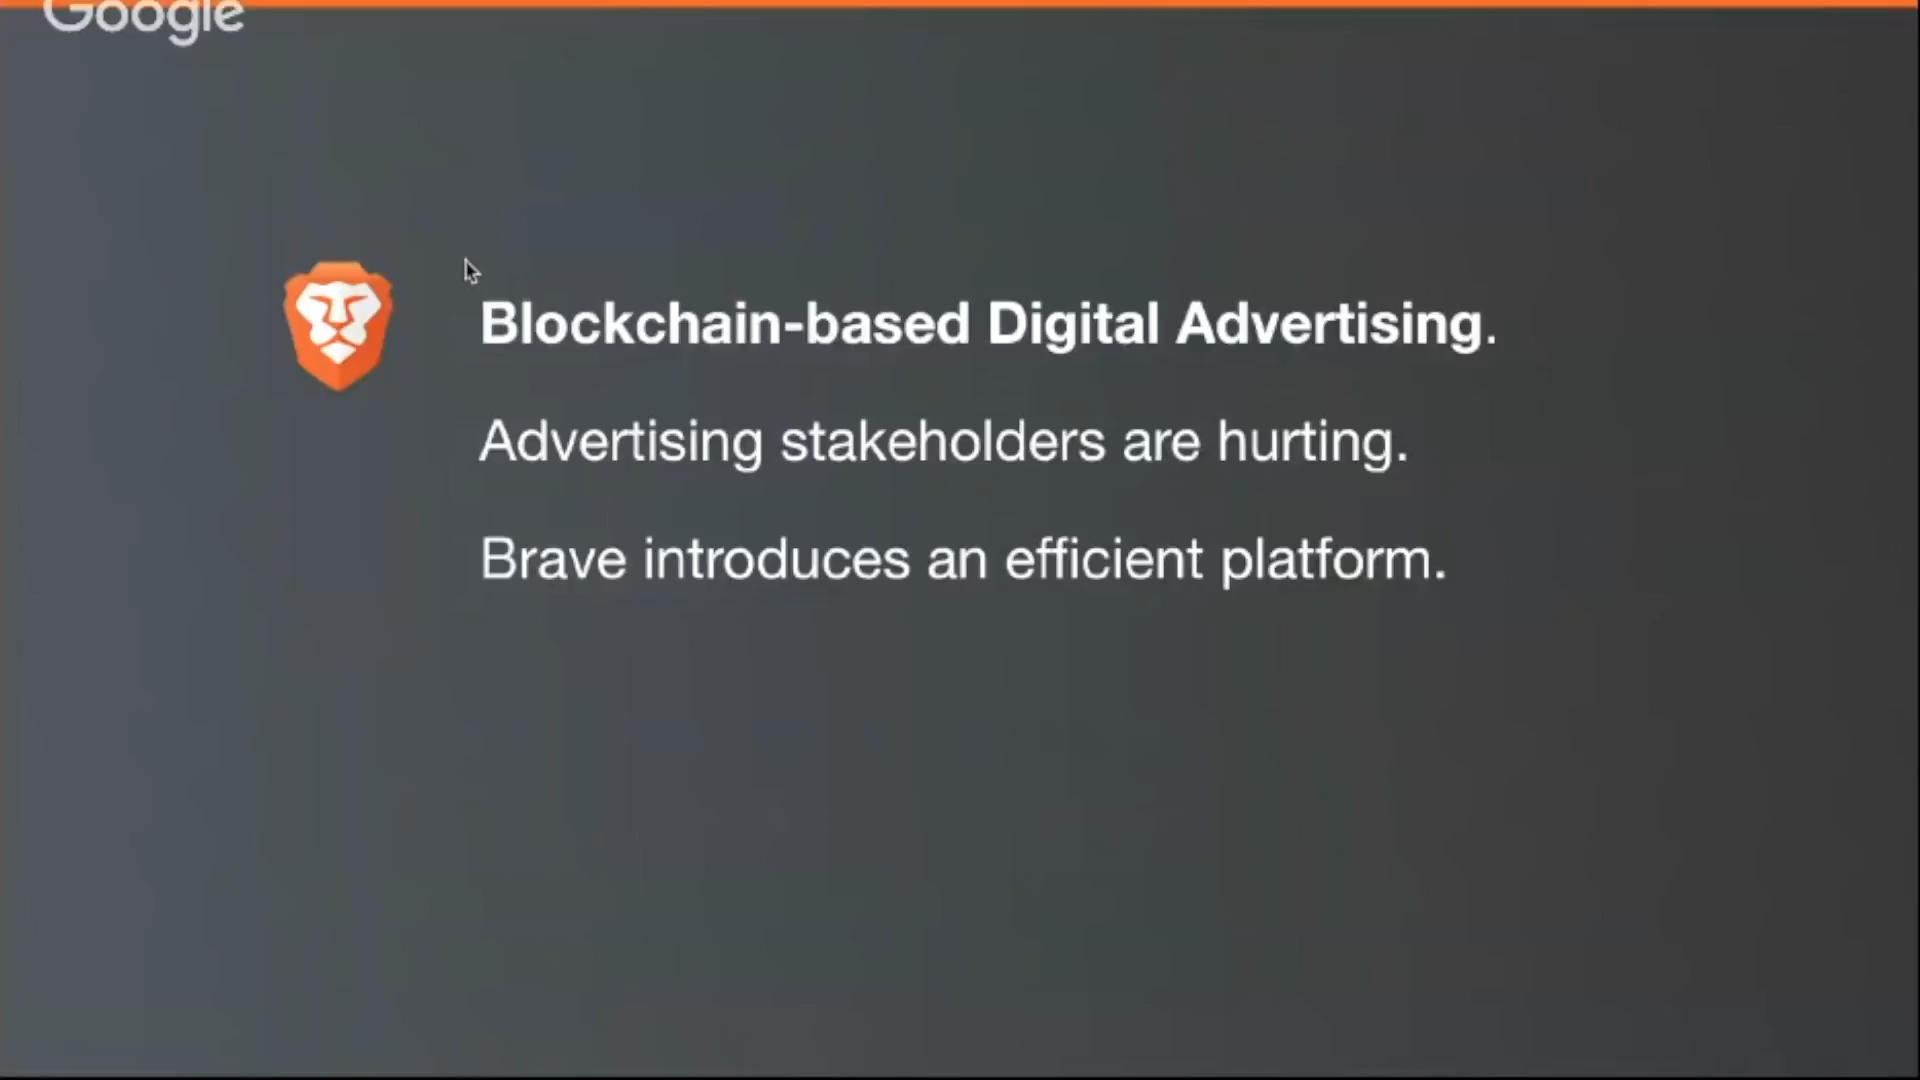 Google
Blockchain-based Digital Advertising.
Advertising stakeholders are hurting.
Brave introduces an efficient platform.